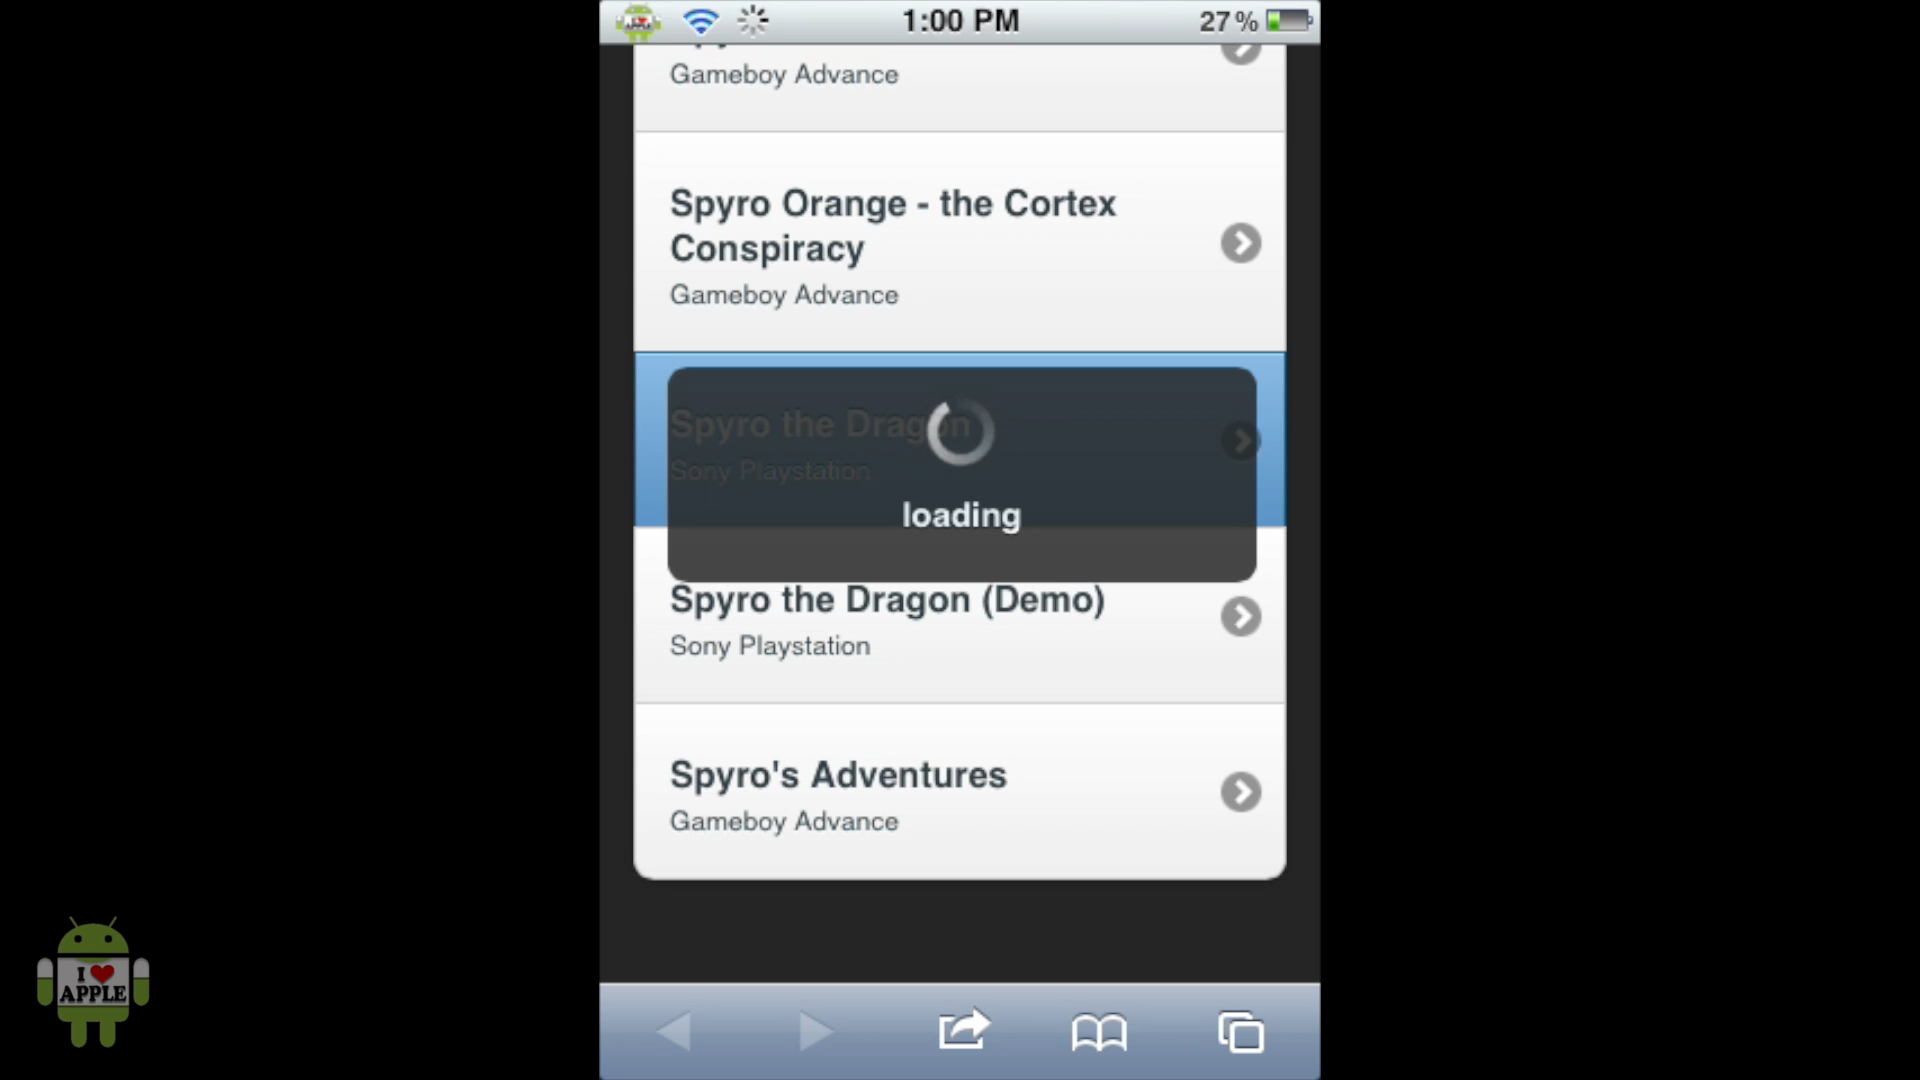 1:00 PM
27%
Gameboy Advance
Spyro Orange - the Cortex
Conspiracy
Gameboy Advance
Spyro the Dragon
Sony Playstation
loading
Spyro the Dragon (Demo)
Sony Playstation
Spyro's Adventures
Gameboy Advance
I
APPLE